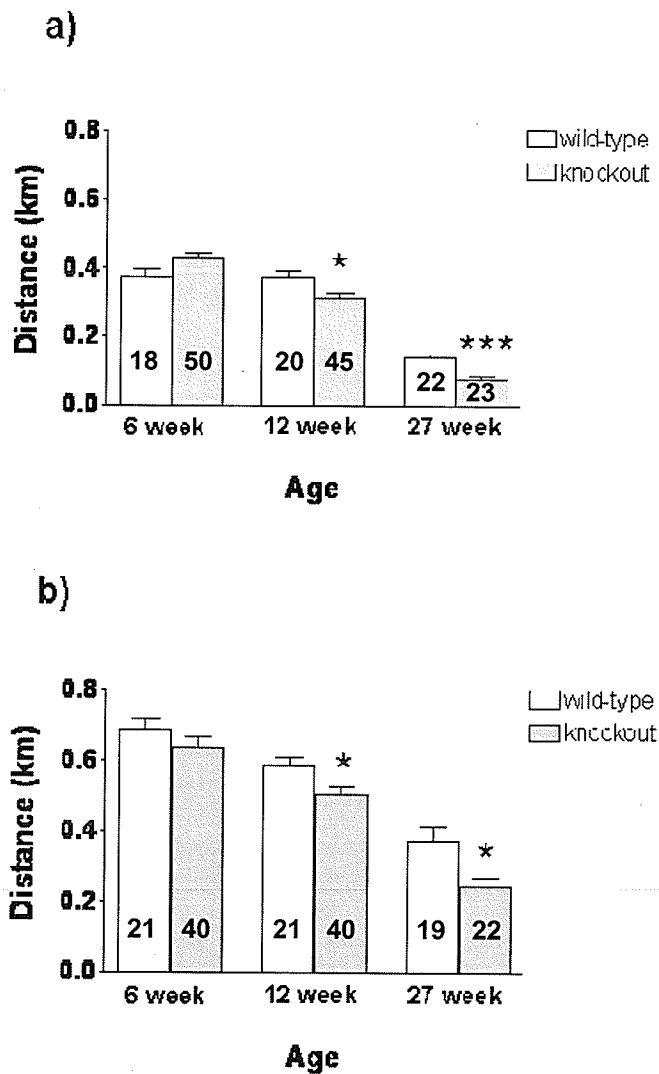 a)
0.8
wild-type
knockout
0.6
*
0.4
***
0.2
18 50 20 45 22 23
0.0
6 week 12 week 27 week
Distance (km)
Age
b)
0.8
wild-type
knockout
0.6
*
0.4
*
0.2
21 40 21 40 19 22
0.0
6 week 12 week 27 week
Distance (km)
Age